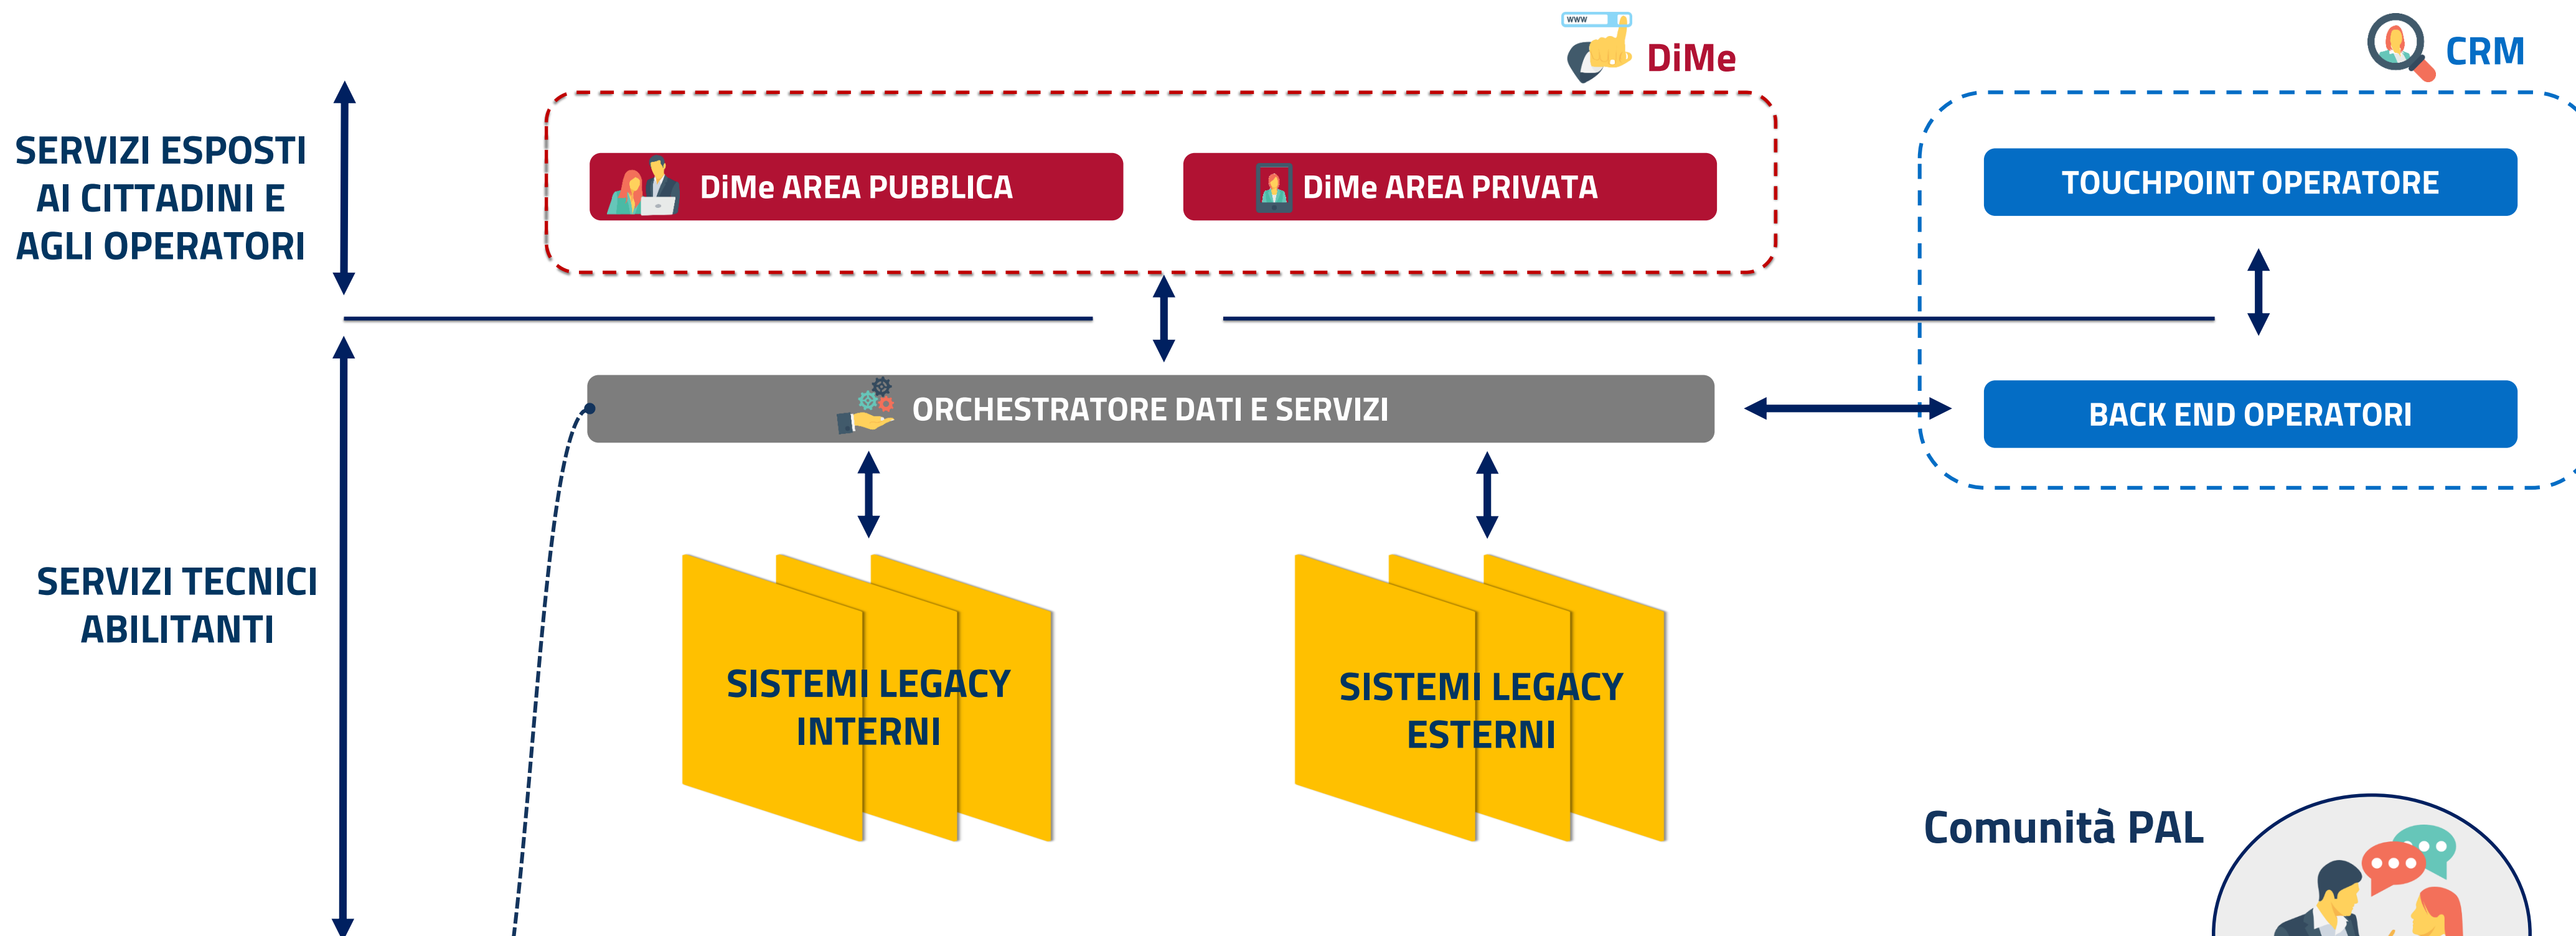 www
DiMe
CRM
SERVIZI ESPOSTI
AI CITTADINI E
AGLI OPERATORI
DiMe AREA PUBBLICA
DiMe AREA PRIVATA
TOUCHPOINT OPERATORE
ORCHESTRATORE DATI E SERVIZI
BACK END OPERATORI
SERVIZI TECNICI
ABILITANTI
SISTEMI LEGACY
INTERNI
SISTEMI LEGACY
ESTERNI
Comunità PAL